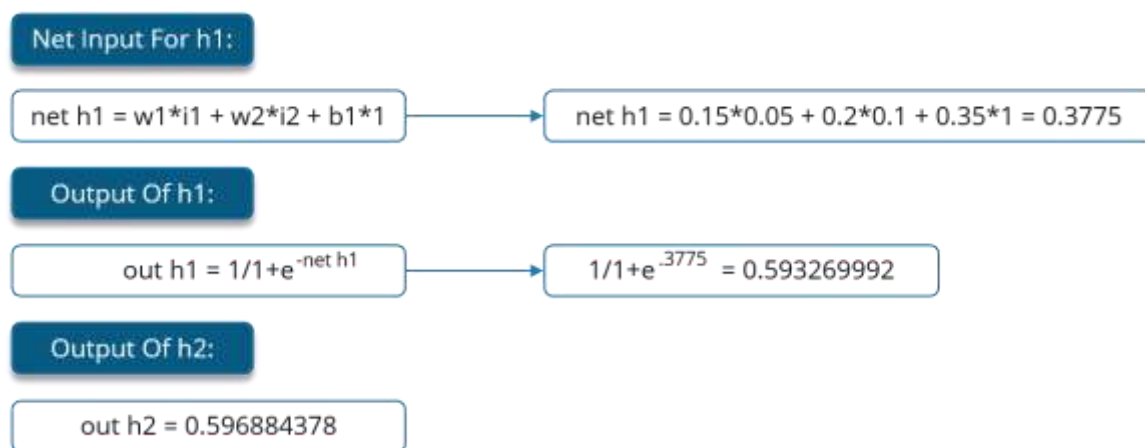 Net Input For h1:
net h1 = w1*i1 + w2*i2 + b1*1
net h1 = 0.15*0.05 + 0.2*0.1 + 0.35*1 = 0.3775
Output Of h1:
out h1 = 1/1+e^-net h1
1/1+e^.3775 = 0.593269992
Output Of h2:
out h2 = 0.596884378